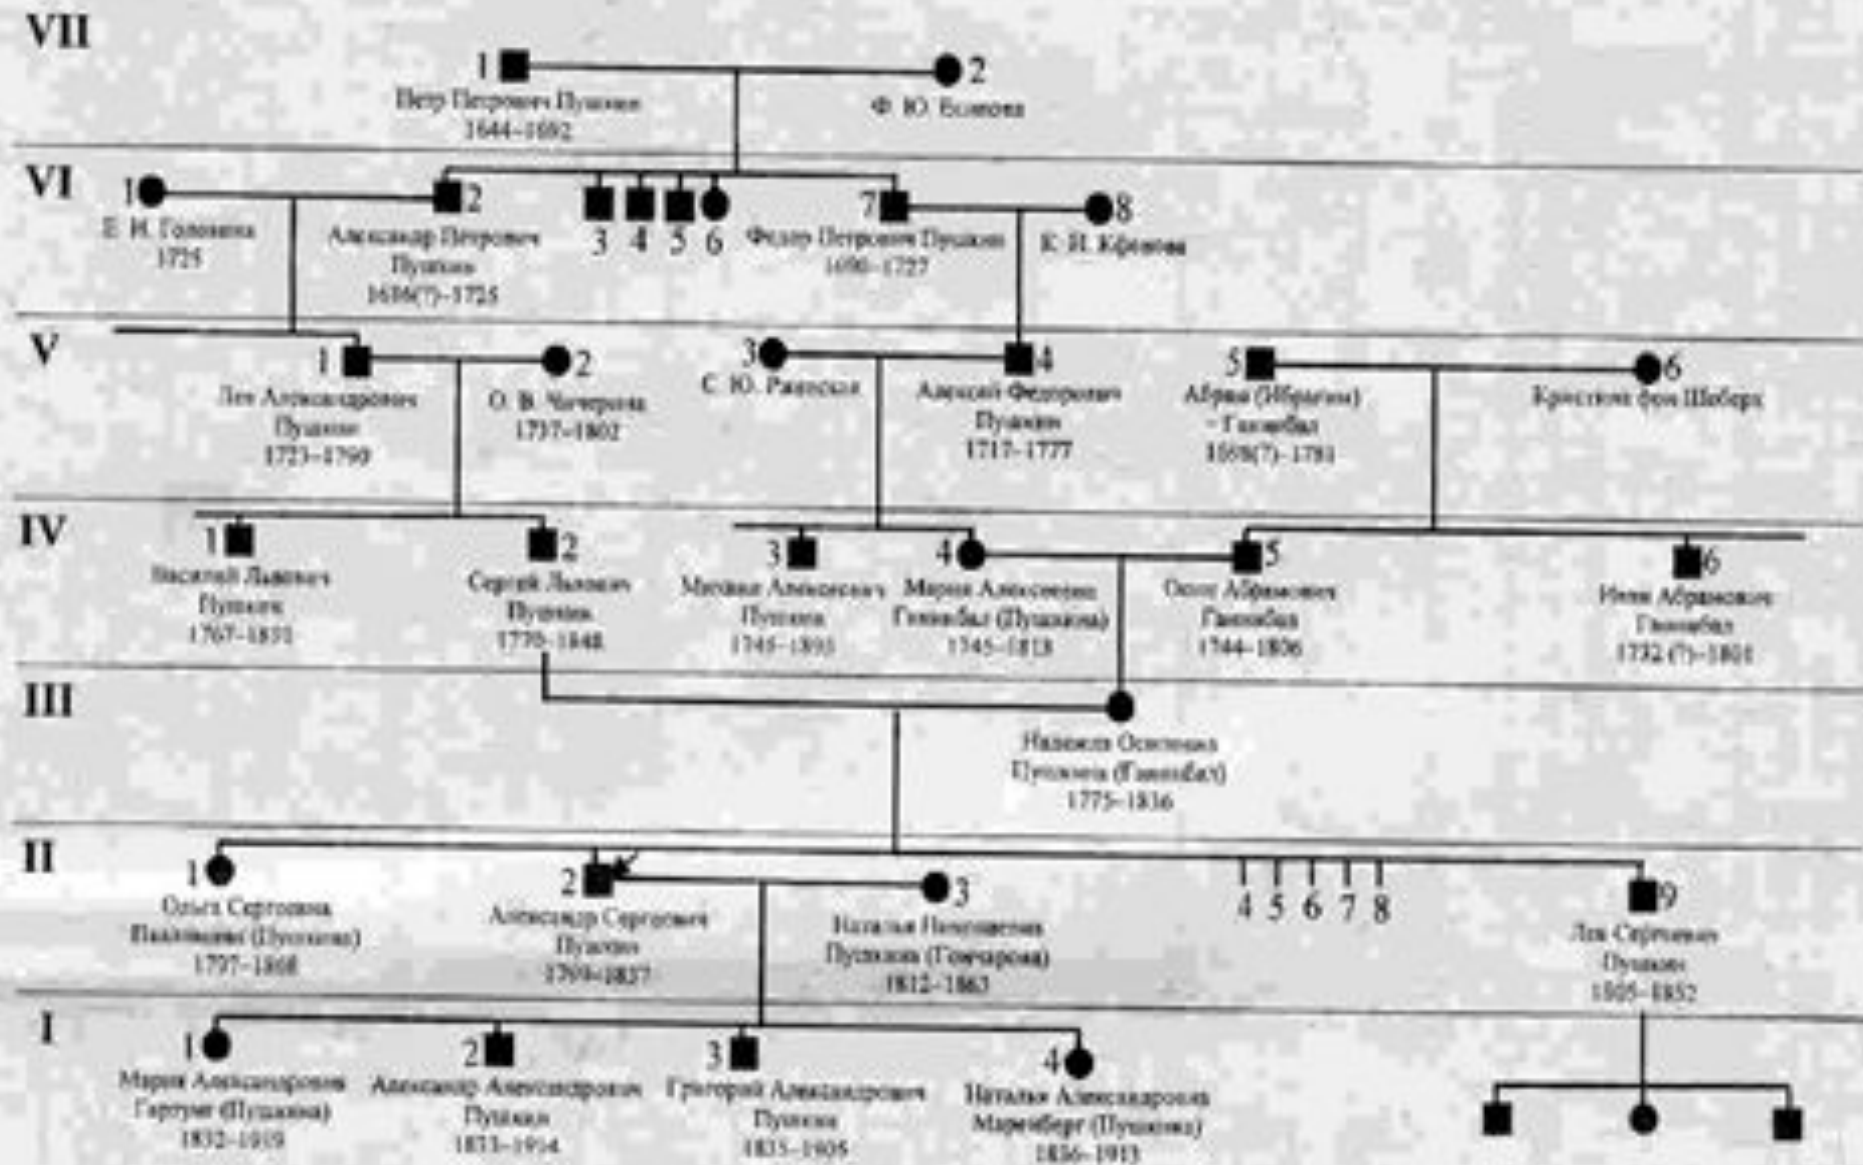 VII
1
2
Петр Петрович Пушкин
1644–1692
Ф. Ю. Есипова
VI
1
2
3
4
5
6
7
8
Е. И. Головина
1725
Александр Петрович
Пушкин
1686(?)–1725
Федор Петрович Пушкин
1690–1727
К. И.
V
1
2
3
4
5
6
Лев Александрович
Пушкин
1723–1790
О. В. Чичерина
1737–1802
С. Ю. Ржевская
Алексей Федорович
Пушкин
1717–1777
Абрам (Ибрагим)
Ганнибал
1698(?)–1781
Кристина фон Шеберх
IV
1
2
3
4
5
6
Василий Львович
Пушкин
Сергей Львович
Пушкин
1770–1848
Михаил Алексеевич
Пушкин
Мария Алексеевна
Ганнибал (Пушкина)
1745–1818
Осип Абрамович
Ганнибал
1744–1806
Иван Абрамович
Ганнибал
1732 (?)–1801
III
Надежда Осиповна
Пушкина (Ганнибал)
1775–1836
II
1
2
3
4
5
6
7
8
9
Ольга Сергеевна
Павлищева (Пушкина)
1797–1868
Александр Сергеевич
Пушкин
1799–1837
Наталья Николаевна
Пушкина (Гончарова)
1812–1863
Лев Сергеевич
Пушкин
1805–1852
I
1
2
3
4
Мария Александровна
Гартунг (Пушкина)
1832–1919
Александр Александрович
Пушкин
1833–1914
Григорий Александрович
Пушкин
1835–1905
Наталья Александровна
Меренберг (Пушкина)
1836–1913